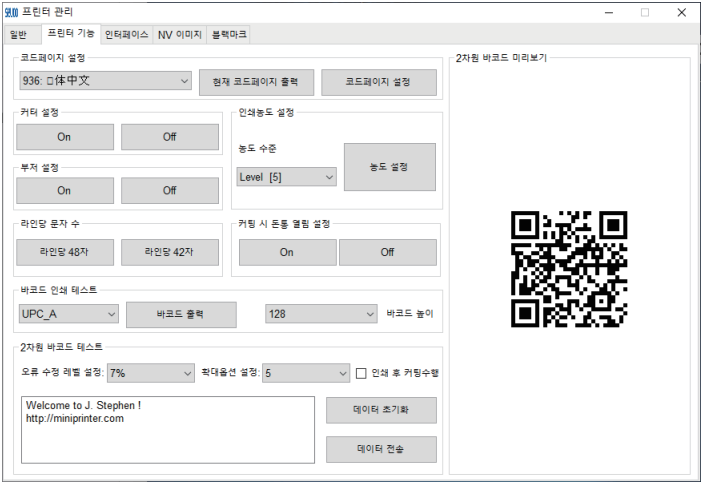 프린터 관리
일반 프린터 기능 인터페이스 NV 이미지 블랙마크
코드페이지 설정
936: 体中文 현재 코드페이지 출력 코드페이지 설정
커터 설정
On Off
부저 설정
On Off
인쇄농도 설정
농도 수준
Level [5] 농도 설정
라인당 문자 수
라인당 48자 라인당 42자
커팅 시 돈통 열림 설정
On Off
바코드 인쇄 테스트
UPC_A 바코드 출력 128 바코드 높이
2차원 바코드 테스트
오류 수정 레벨 설정: 7% 확대옵션 설정: 5 인쇄 후 커팅수행
Welcome to J. Stephen !
http://miniprinter.com
데이터 초기화
데이터 전송
2차원 바코드 미리보기